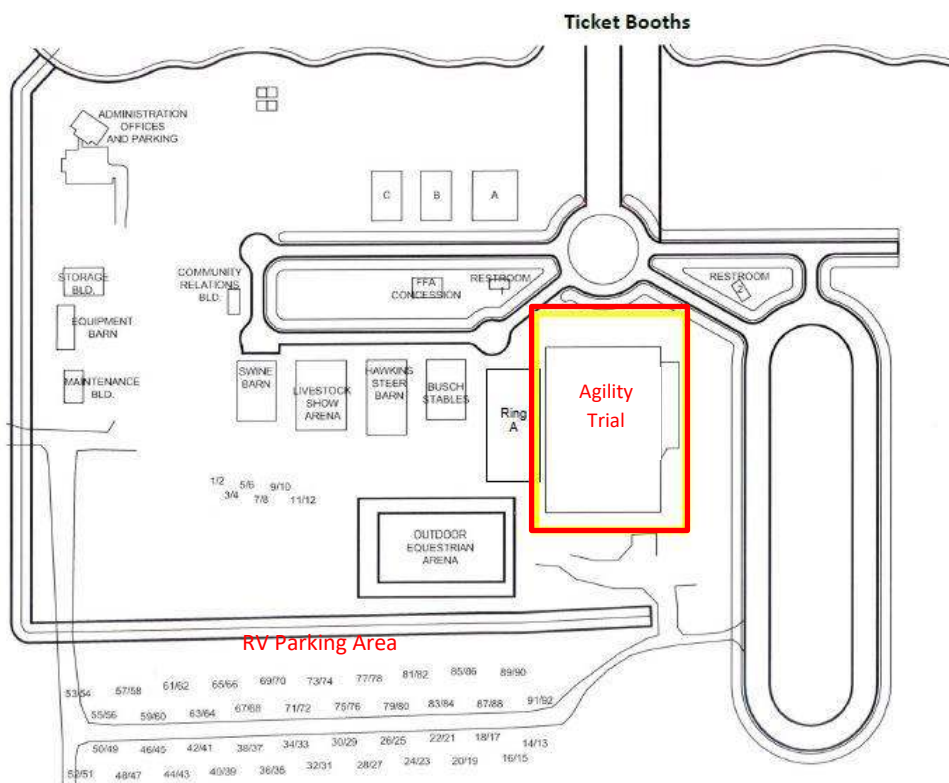 Ticket Booths
ADMINISTRATION
OFFICES
AND PARKING
C
B
A
STORAGE
BLD.
COMMUNITY
RELATIONS
BLD.
FFA
CONCESSION
RESTROOM
1
RESTROOM
2
EQUIPMENT
BARN
MAINTENANCE
BLD.
SWINE
BARN
LIVESTOCK
SHOW
ARENA
HAWKINS
STEER
BARN
BUSCH
STABLES
Ring
A
Agility
Trial
1/2
3/4
5/6
7/8
9/10
11/12
OUTDOOR
EQUESTRIAN
ARENA
RV Parking Area
53/54 57/58 61/62 65/66 69/70 73/74 77/78 81/82 85/86 89/90
55/56 59/60 63/64 67/68 71/72 75/76 79/80 83/84 87/88 91/92
50/49 46/45 42/41 38/37 34/33 30/29 26/25 22/21 18/17 14/13
52/51 48/47 44/43 40/39 36/35 32/31 28/27 24/23 20/19 16/15